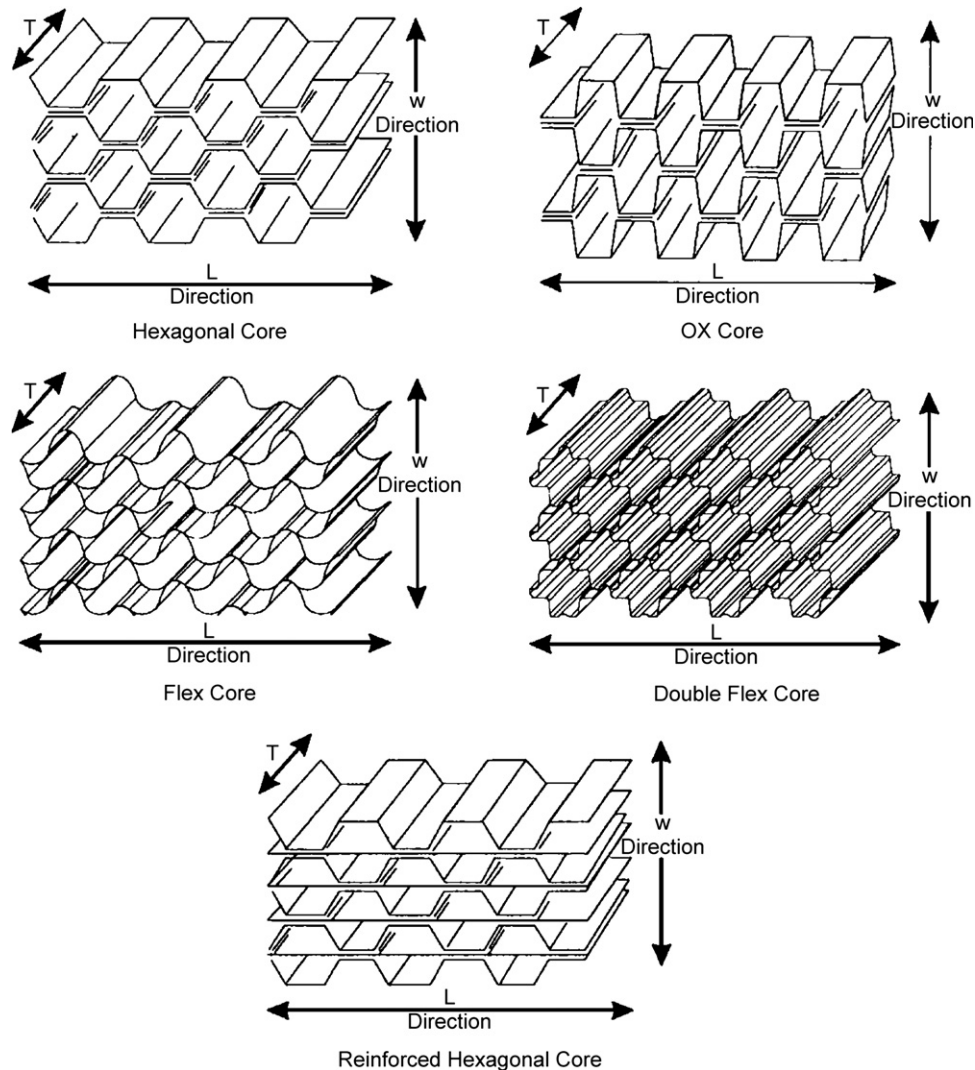 T
w
Direction
L
Direction
Hexagonal Core
T
w
Direction
L
Direction
OX Core
T
w
Direction
L
Direction
Flex Core
T
w
Direction
L
Direction
Double Flex Core
T
w
Direction
L
Direction
Reinforced Hexagonal Core